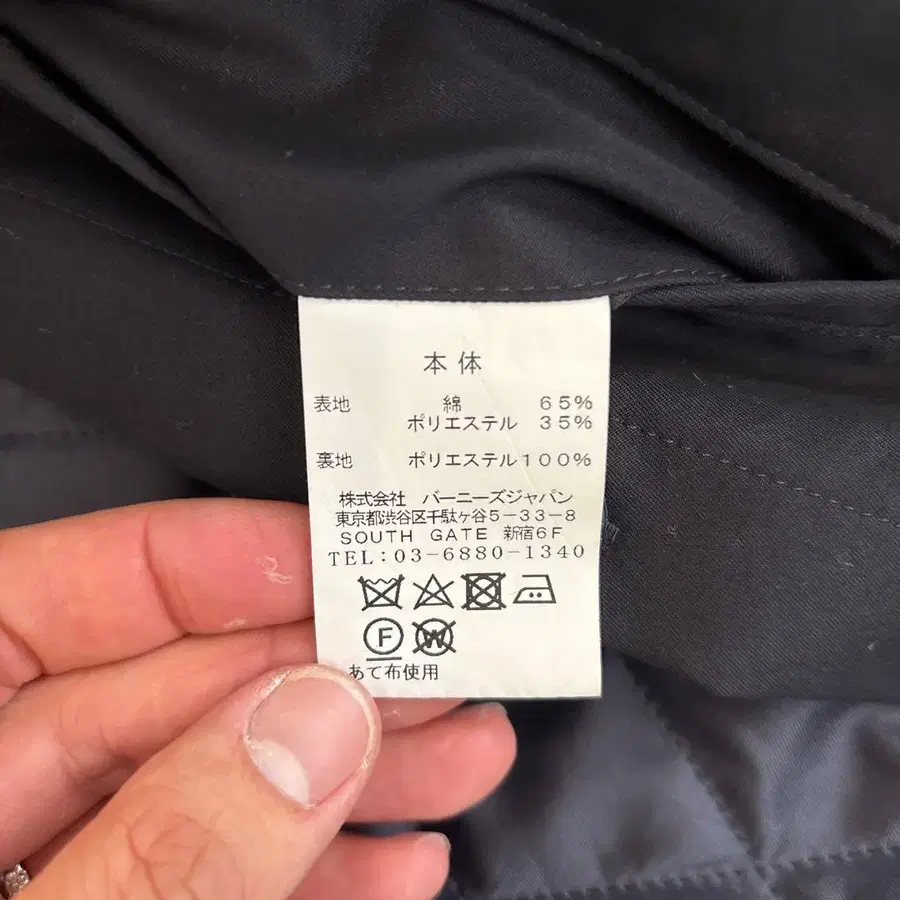 本体
表地 綿 65%
ポリエステル 35%
裏地 ポリエステル100%
株式会社 バーニーズジャパン
東京都渋谷区千駄ヶ谷5-33-8
SOUTH GATE 新宿6F
TEL:03-6880-1340
F W
あて布使用